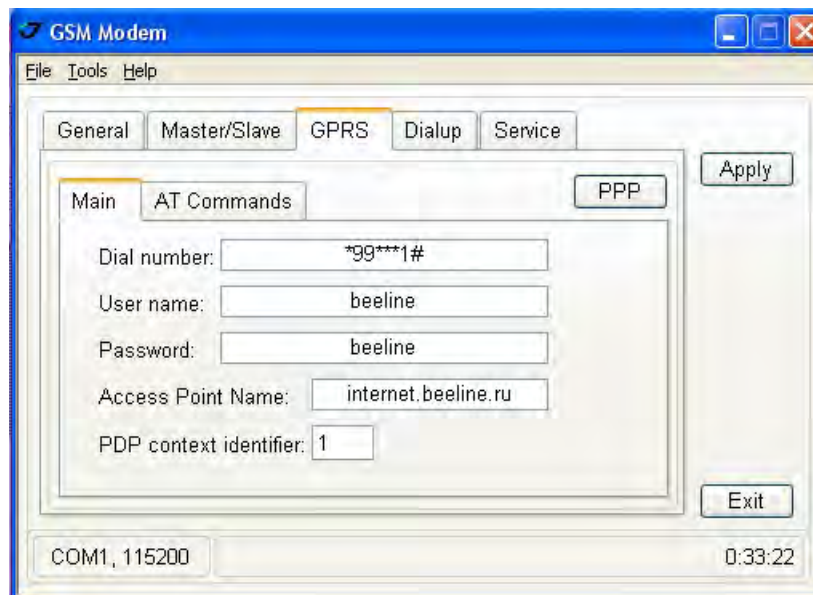 GSM Modem
File Tools Help
General Master/Slave GPRS Dialup Service
Apply
Main AT Commands PPP
Dial number: *99***1#
User name: beeline
Password: beeline
Access Point Name: internet.beeline.ru
PDP context identifier: 1
Exit
COM1, 115200 0:33:22